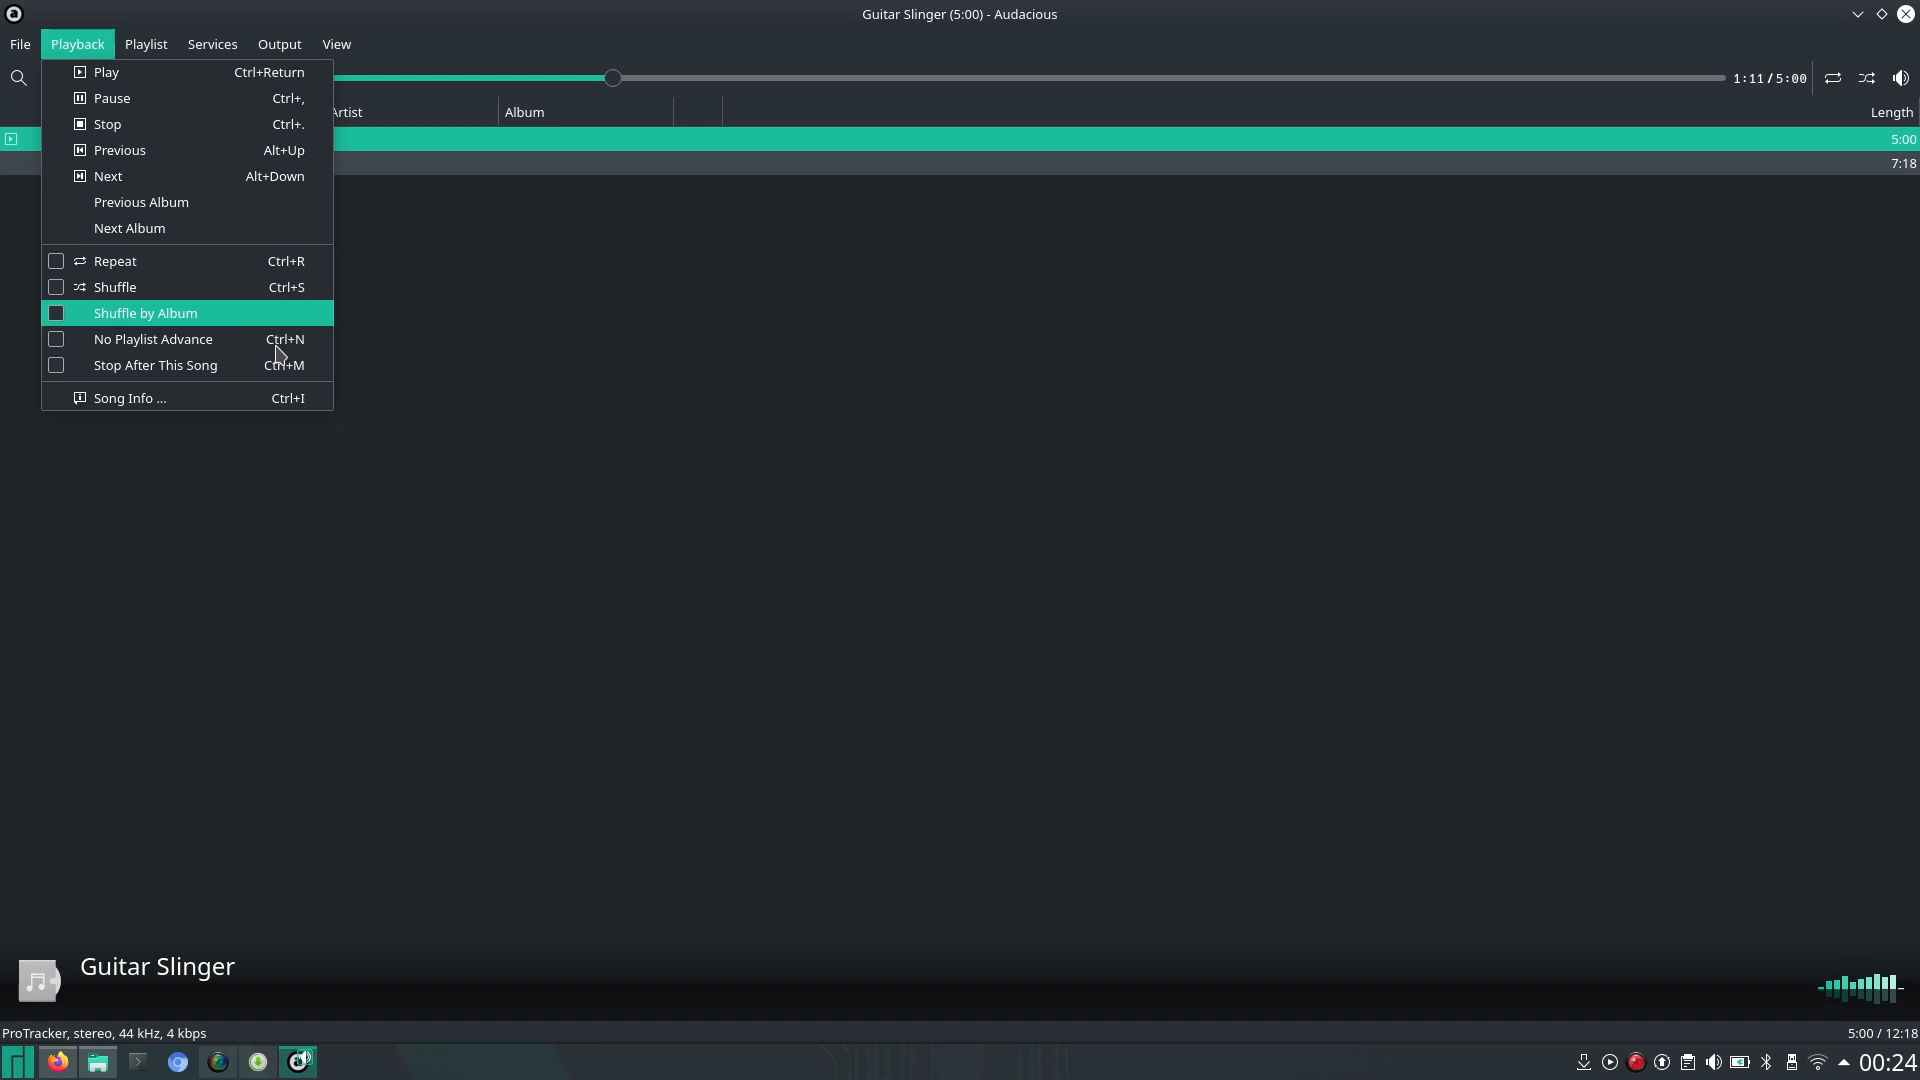 Guitar Slinger (5:00) - Audacious
File Playback Playlist Services Output View
Play Ctrl+Return
1:11 / 5:00
Pause Ctrl+,
Artist Album Length
Stop Ctrl+.
5:00
Previous Alt+Up
7:18
Next Alt+Down
Previous Album
Next Album
Repeat Ctrl+R
Shuffle Ctrl+S
Shuffle by Album
No Playlist Advance Ctrl+N
Stop After This Song Ctrl+M
Song Info ... Ctrl+I
Guitar Slinger
ProTracker, stereo, 44 kHz, 4 kbps 5:00 / 12:18
00:24